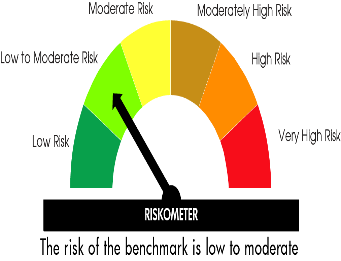 Moderate Risk
Moderately High Risk
Low to Moderate Risk
High Risk
Low Risk
Very High Risk
RISKOMETER
The risk of the benchmark is low to moderate